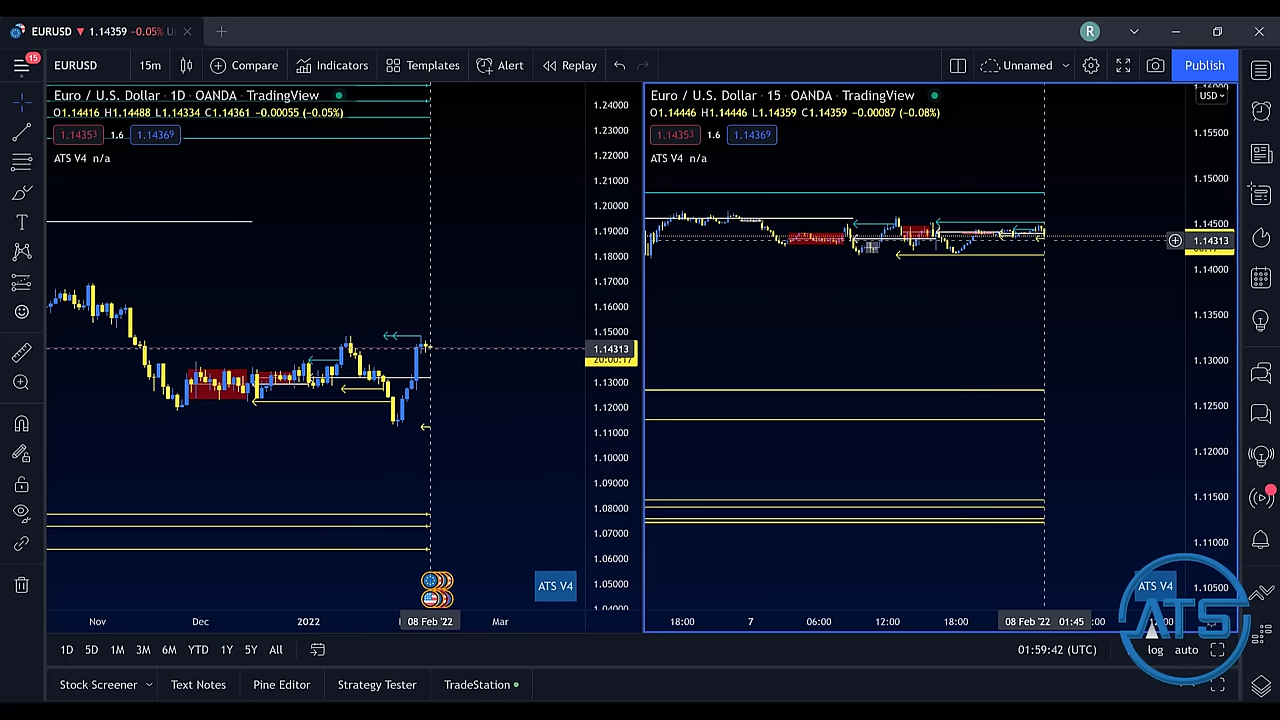 EURUSD ▼ 1.14359 -0.05% U
R
15
EURUSD 15m Compare Indicators Templates Alert Replay Unnamed Publish
Euro / U.S. Dollar · 1D · OANDA · TradingView
O1.14416 H1.14488 L1.14334 C1.14361 -0.00055 (-0.05%)
1.14353 1.6 1.14369
ATS V4 n/a
1.24000
1.23000
1.22000
1.21000
1.20000
1.19000
1.18000
1.17000
1.16000
1.15000
1.14313
20:00:17
1.13000
1.12000
1.11000
1.10000
1.09000
1.08000
1.07000
1.06000
1.05000
1.04000
ATS V4
Nov Dec 2022 08 Feb '22 Mar
Euro / U.S. Dollar · 15 · OANDA · TradingView
O1.14446 H1.1446 L1.14359 C1.14359 -0.00087 (-0.08%)
1.14353 1.6 1.14369
ATS V4 n/a
USD
1.15500
1.15000
1.14500
1.14313
1.14000
1.13500
1.13000
1.12500
1.12000
1.11500
1.11000
1.10500
ATS V4
18:00 7 06:00 12:00 18:00 08 Feb '22 01:45 :00
ATS
1D 5D 1M 3M 6M YTD 1Y 5Y All 01:59:42 (UTC) log auto
Stock Screener Text Notes Pine Editor Strategy Tester TradeStation